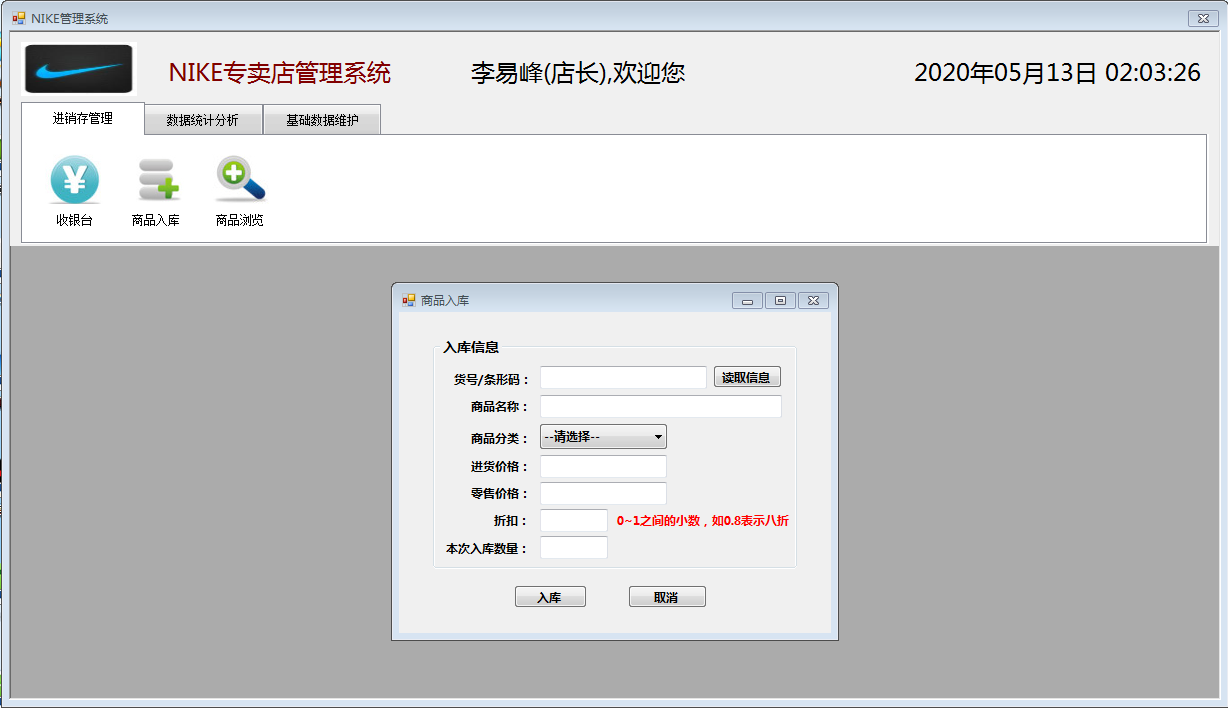 NIKE管理系统
NIKE专卖店管理系统 李易峰(店长),欢迎您 2020年05月13日 02:03:26
进销存管理 数据统计分析 基础数据维护
收银台 商品入库 商品浏览
商品入库
入库信息
货号/条形码： 读取信息
商品名称：
商品分类： --请选择--
进货价格：
零售价格：
折扣： 0~1之间的小数，如0.8表示八折
本次入库数量：
入库 取消